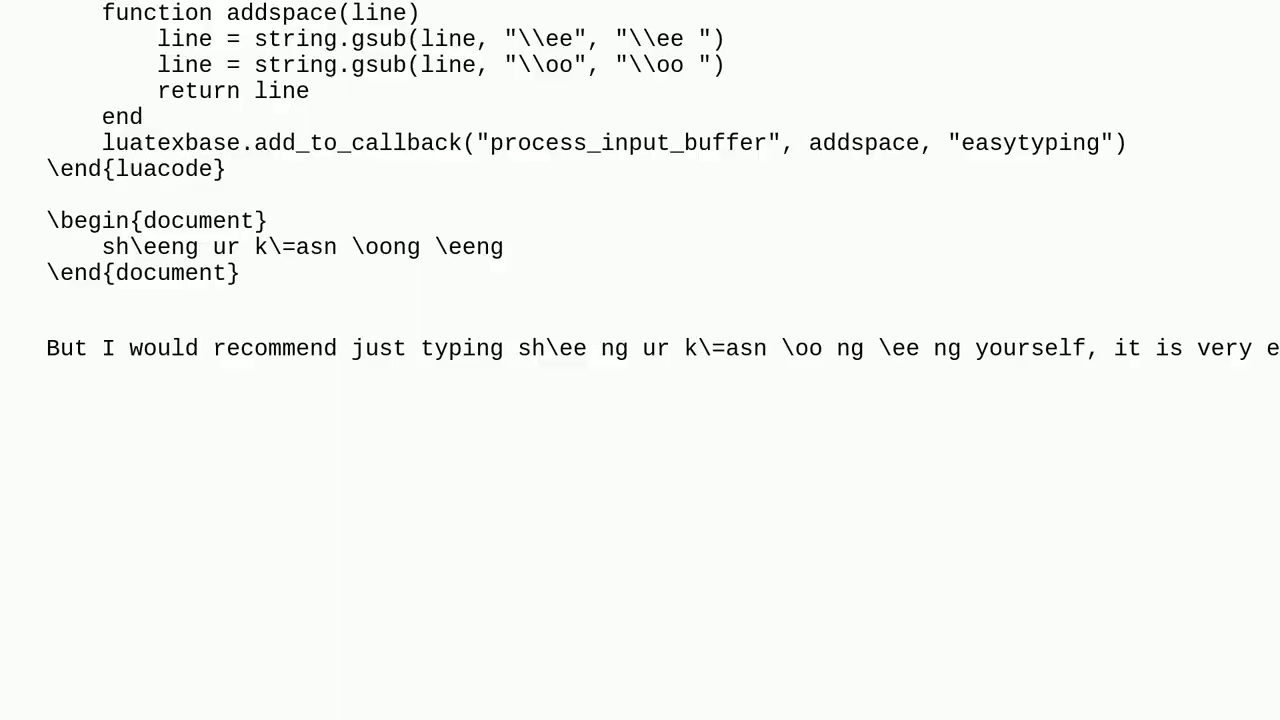 function addspace(line)
line = string.gsub(line, "\\ee", "\\ee ")
line = string.gsub(line, "\\oo", "\\oo ")
return line
end
luatexbase.add_to_callback("process_input_buffer", addspace, "easytyping")
\end{luacode}
\begin{document}
sh\eeng ur k\=asn \oong \eeng
\end{document}
But I would recommend just typing sh\ee ng ur k\=asn \oo ng \ee ng yourself, it is very